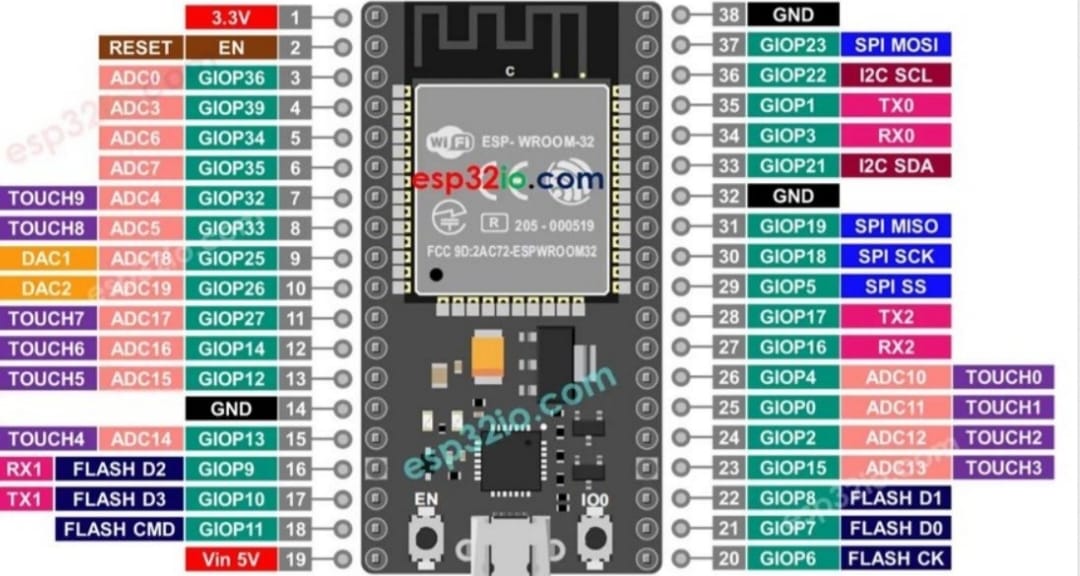 3.3V 1
RESET EN 2
ADC0 GIOP36 3
ADC3 GIOP39 4
ADC6 GIOP34 5
ADC7 GIOP35 6
TOUCH9 ADC4 GIOP32 7
TOUCH8 ADC5 GIOP33 8
DAC1 ADC18 GIOP25 9
DAC2 ADC19 GIOP26 10
TOUCH7 ADC17 GIOP27 11
TOUCH6 ADC16 GIOP14 12
TOUCH5 ADC15 GIOP12 13
GND 14
TOUCH4 ADC14 GIOP13 15
RX1 FLASH D2 GIOP9 16
TX1 FLASH D3 GIOP10 17
FLASH CMD GIOP11 18
Vin 5V 19
C
WiFi ESP-WROOM-32
CE
esp32io.com
R 205-000519
FCC 9D:2AC72-ESPWROOM32
esp32io.com
EN
IO0
38 GND
37 GIOP23 SPI MOSI
36 GIOP22 I2C SCL
35 GIOP1 TX0
34 GIOP3 RX0
33 GIOP21 I2C SDA
32 GND
31 GIOP19 SPI MISO
30 GIOP18 SPI SCK
29 GIOP5 SPI SS
28 GIOP17 TX2
27 GIOP16 RX2
26 GIOP4 ADC10 TOUCH0
25 GIOP0 ADC11 TOUCH1
24 GIOP2 ADC12 TOUCH2
23 GIOP15 ADC13 TOUCH3
22 GIOP8 FLASH D1
21 GIOP7 FLASH D0
20 GIOP6 FLASH CK